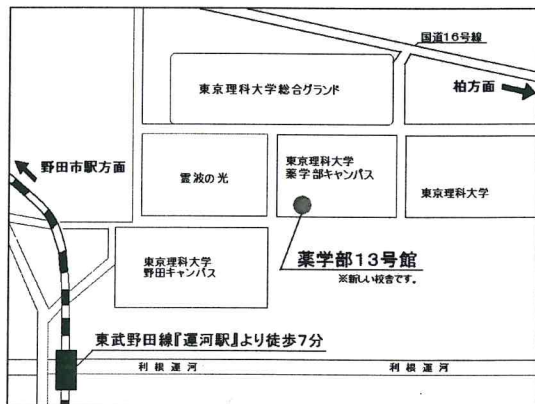 国道16号線
東京理科大学総合グランド
柏方面
野田市駅方面
霊波の光
東京理科大学
薬学部キャンパス
東京理科大学
東京理科大学
野田キャンパス
薬学部13号館
※新しい校舎です。
東武野田線『運河駅』より徒歩7分
利根運河
利根運河